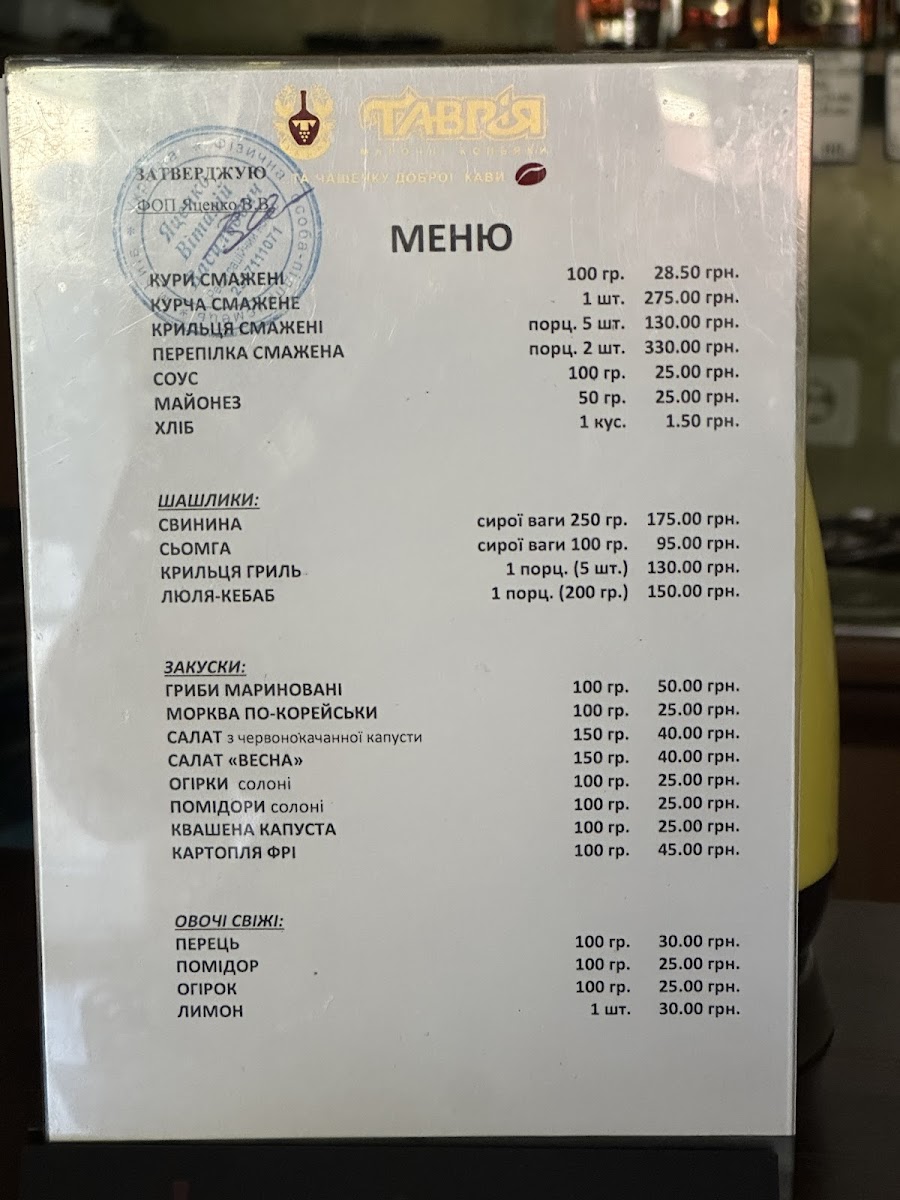 ТАВРІЯ
МАРОЧНІ КОНЬЯКИ
ТА ЧАШЕЧКУ ДОБРОЇ КАВИ
ЗАТВЕРДЖУЮ
ФОП Яценко В.В.
МЕНЮ
КУРИ СМАЖЕНІ 100 гр. 28.50 грн.
КУРЧА СМАЖЕНЕ 1 шт. 275.00 грн.
КРИЛЬЦЯ СМАЖЕНІ порц. 5 шт. 130.00 грн.
ПЕРЕПІЛКА СМАЖЕНА порц. 2 шт. 330.00 грн.
СОУС 100 гр. 25.00 грн.
МАЙОНЕЗ 50 гр. 25.00 грн.
ХЛІБ 1 кус. 1.50 грн.
ШАШЛИКИ:
СВИНИНА сирої ваги 250 гр. 175.00 грн.
СЬОМГА сирої ваги 100 гр. 95.00 грн.
КРИЛЬЦЯ ГРИЛЬ 1 порц. (5 шт.) 130.00 грн.
ЛЮЛЯ-КЕБАБ 1 порц. (200 гр.) 150.00 грн.
ЗАКУСКИ:
ГРИБИ МАРИНОВАНІ 100 гр. 50.00 грн.
МОРКВА ПО-КОРЕЙСЬКИ 100 гр. 25.00 грн.
САЛАТ з червонокачанної капусти 150 гр. 40.00 грн.
САЛАТ «ВЕСНА» 150 гр. 40.00 грн.
ОГІРКИ солоні 100 гр. 25.00 грн.
ПОМІДОРИ солоні 100 гр. 25.00 грн.
КВАШЕНА КАПУСТА 100 гр. 25.00 грн.
КАРТОПЛЯ ФРІ 100 гр. 45.00 грн.
ОВОЧІ СВІЖІ:
ПЕРЕЦЬ 100 гр. 30.00 грн.
ПОМІДОР 100 гр. 25.00 грн.
ОГІРОК 100 гр. 25.00 грн.
ЛИМОН 1 шт. 30.00 грн.